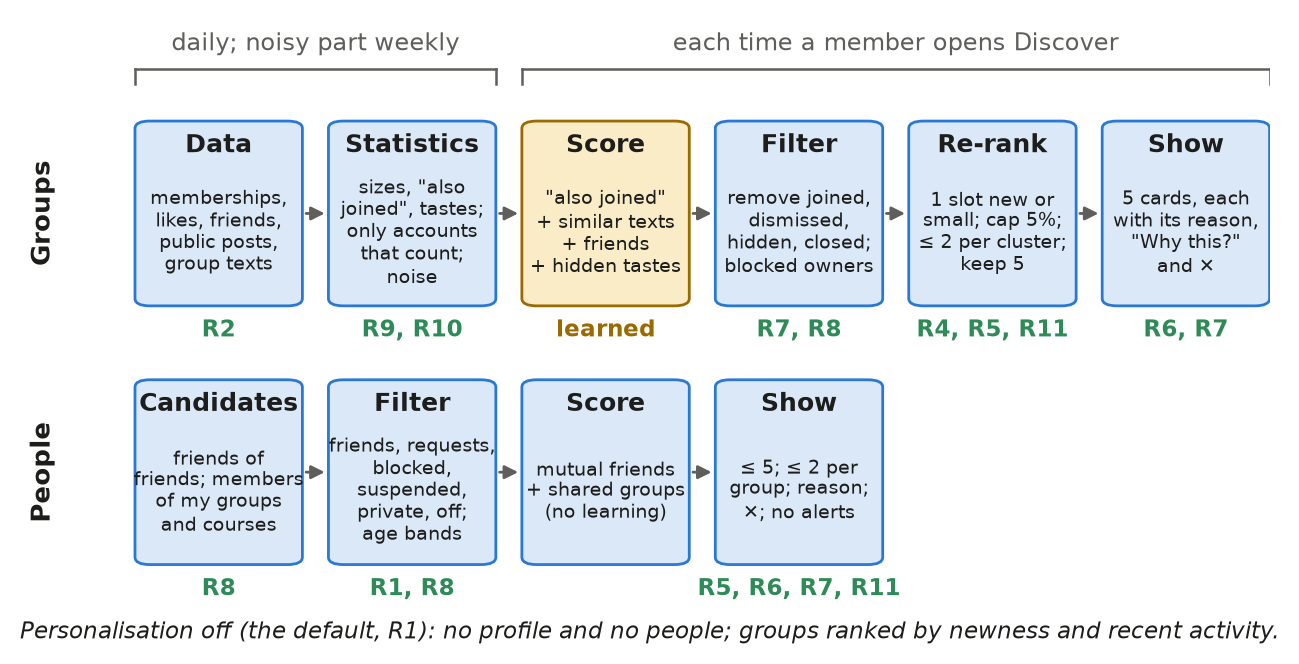 daily; noisy part weekly
each time a member opens Discover
Groups
Data
memberships,
likes, friends,
public posts,
group texts
R2
Statistics
sizes, "also
joined", tastes;
only accounts
that count;
noise
R9, R10
Score
"also joined"
+ similar texts
+ friends
+ hidden tastes
learned
Filter
remove joined,
dismissed,
hidden, closed;
blocked owners
R7, R8
Re-rank
1 slot new or
small; cap 5%;
≤ 2 per cluster;
keep 5
R4, R5, R11
Show
5 cards, each
with its reason,
"Why this?"
and ✕
R6, R7
People
Candidates
friends of
friends; members
of my groups
and courses
R8
Filter
friends, requests,
blocked,
suspended,
private, off;
age bands
R1, R8
Score
mutual friends
+ shared groups
(no learning)
Show
≤ 5; ≤ 2 per
group; reason;
✕; no alerts
R5, R6, R7, R11
Personalisation off (the default, R1): no profile and no people; groups ranked by newness and recent activity.